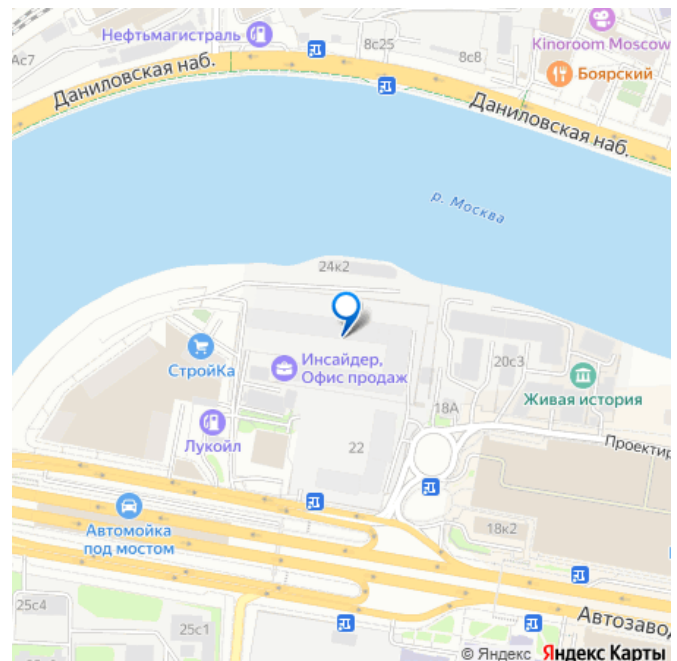 Нефтьмагистраль
8с25
8с8
Kinoroom Moscow
Ас7
Боярский
Даниловская наб.
Даниловская наб.
р. Москва
24к2
СтройКа
Инсайдер,
Офис продаж
20с3
Живая история
18А
Лукойл
22
Проектир
18к2
Автомойка
под мостом
25с4
25с1
Автозавод
© Яндекс Яндекс Карты